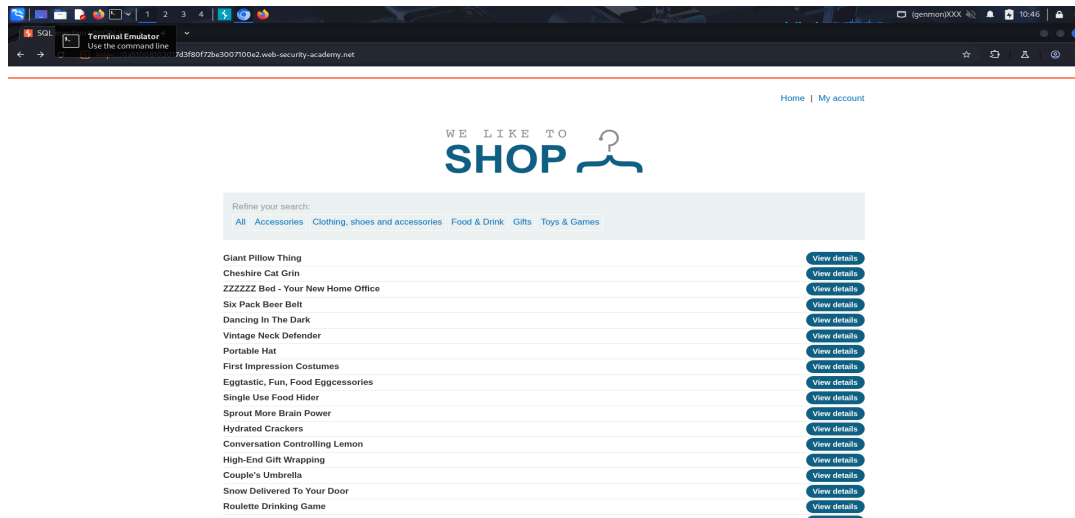 1 2 3 4 (genmon)XXX 10:46
SQL
Terminal Emulator
Use the command line
7d3f80f72be3007100e2.web-security-academy.net
Home | My account
WE LIKE TO
SHOP
Refine your search:
All Accessories Clothing, shoes and accessories Food & Drink Gifts Toys & Games
Giant Pillow Thing View details
Cheshire Cat Grin View details
ZZZZZZ Bed - Your New Home Office View details
Six Pack Beer Belt View details
Dancing In The Dark View details
Vintage Neck Defender View details
Portable Hat View details
First Impression Costumes View details
Eggtastic, Fun, Food Eggcessories View details
Single Use Food Hider View details
Sprout More Brain Power View details
Hydrated Crackers View details
Conversation Controlling Lemon View details
High-End Gift Wrapping View details
Couple's Umbrella View details
Snow Delivered To Your Door View details
Roulette Drinking Game View details